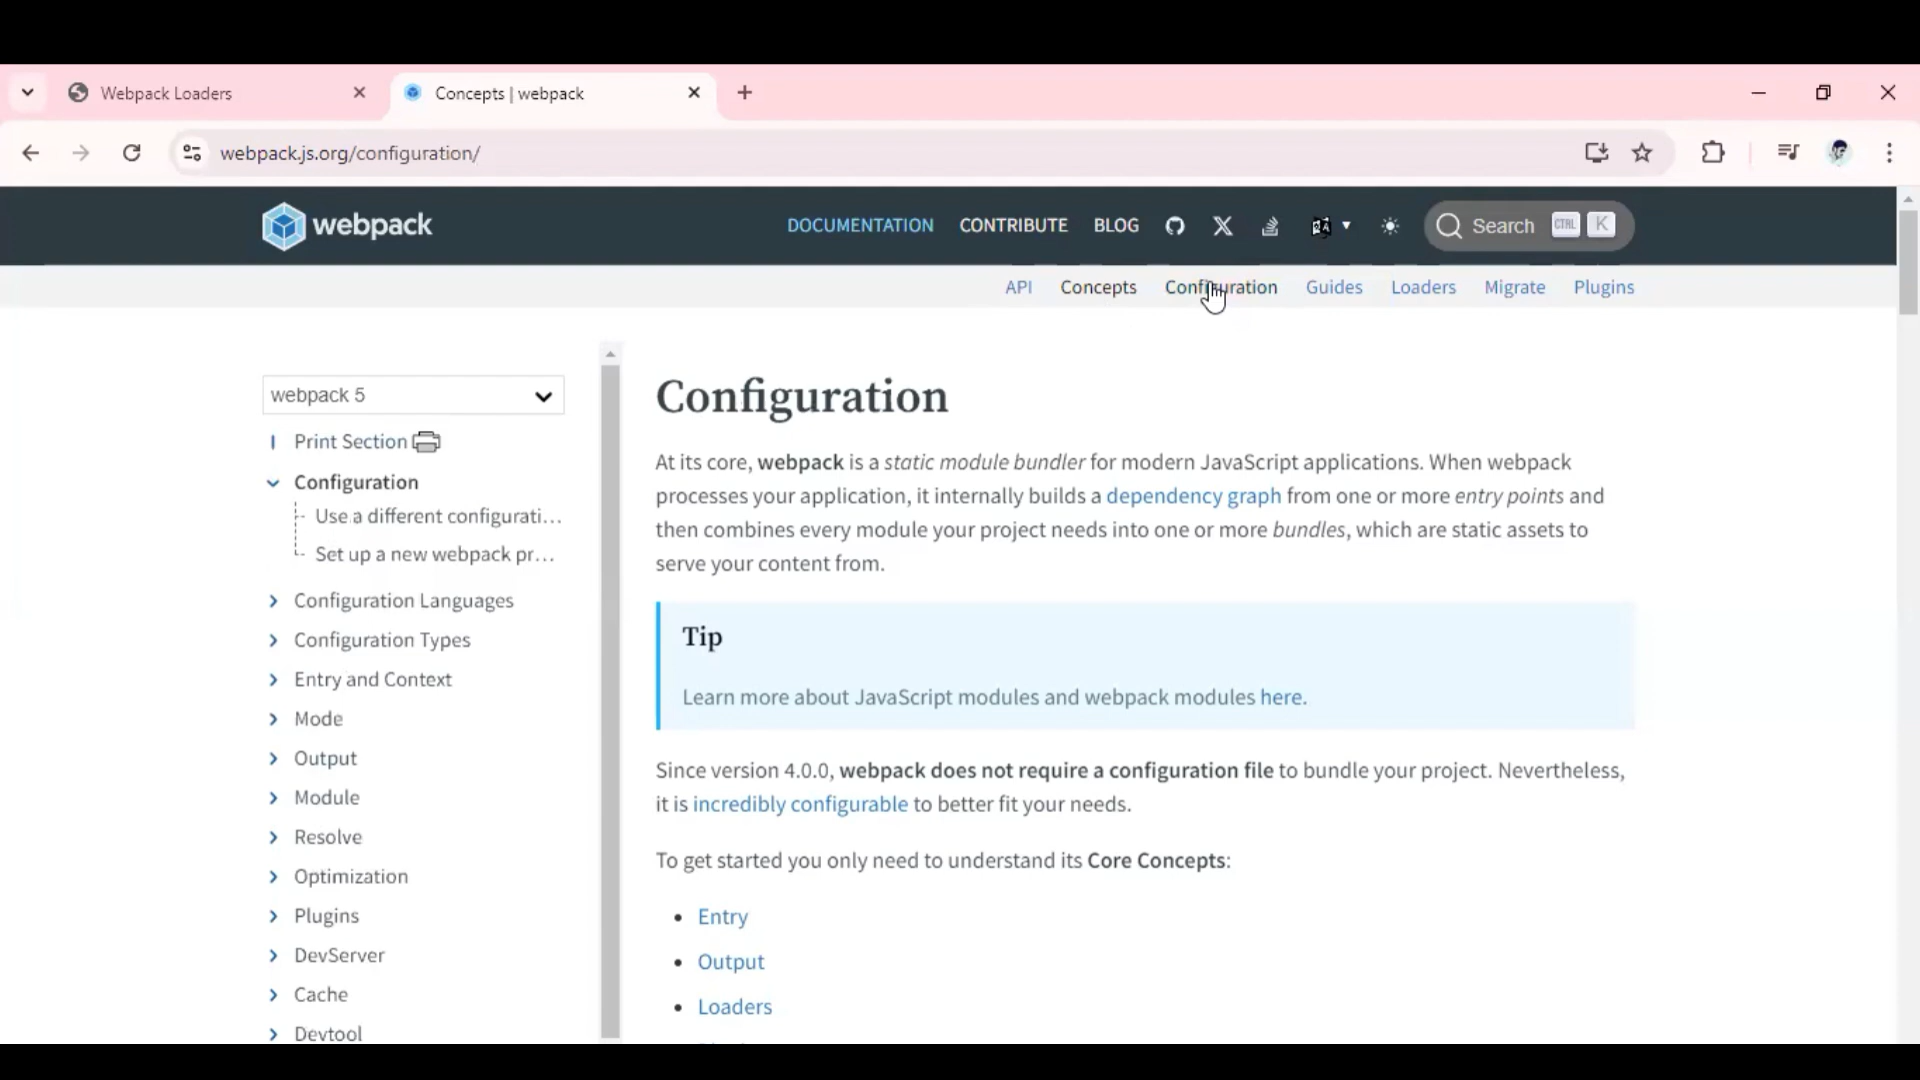 Webpack Loaders
Concepts | webpack
webpack.js.org/configuration/
webpack
DOCUMENTATION CONTRIBUTE BLOG
Search CTRL K
API Concepts Configuration Guides Loaders Migrate Plugins
webpack 5
Print Section
Configuration
Use a different configurati...
Set up a new webpack pr...
Configuration Languages
Configuration Types
Entry and Context
Mode
Output
Module
Resolve
Optimization
Plugins
DevServer
Cache
Devtool
Configuration
At its core, webpack is a static module bundler for modern JavaScript applications. When webpack
processes your application, it internally builds a dependency graph from one or more entry points and
then combines every module your project needs into one or more bundles, which are static assets to
serve your content from.
Tip
Learn more about JavaScript modules and webpack modules here.
Since version 4.0.0, webpack does not require a configuration file to bundle your project. Nevertheless,
it is incredibly configurable to better fit your needs.
To get started you only need to understand its Core Concepts:
Entry
Output
Loaders